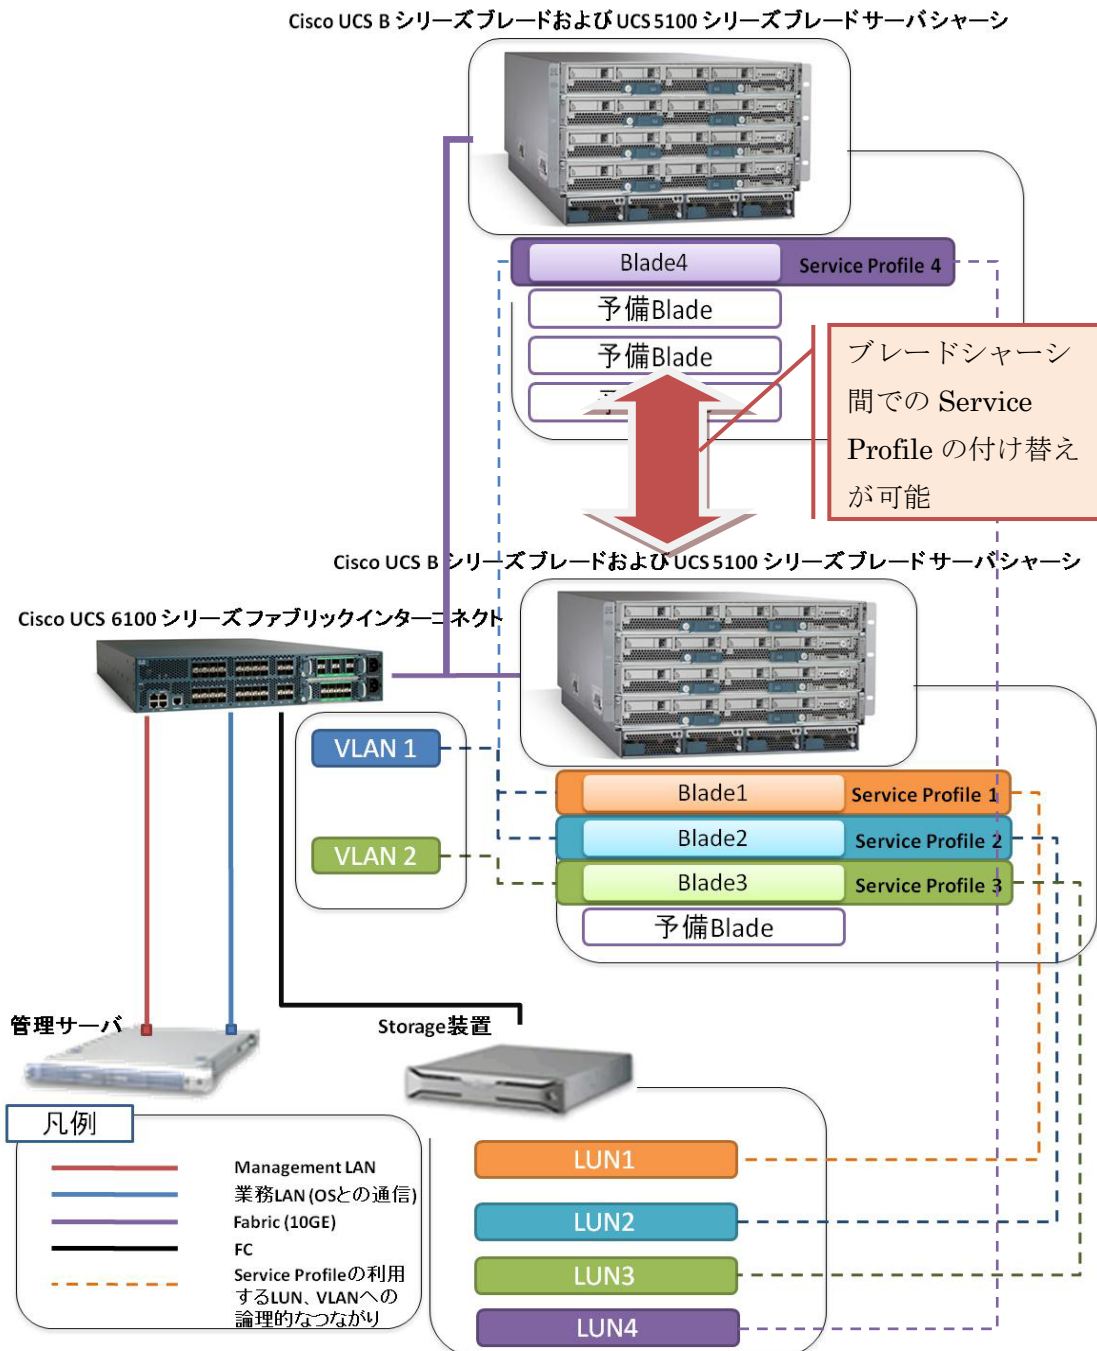 Cisco UCS B シリーズブレードおよびUCS 5100 シリーズブレードサーバシャーシ
Blade4
Service Profile 4
予備Blade
予備Blade
ブレードシャーシ
間での Service
Profile の付け替え
が可能
Cisco UCS B シリーズブレードおよびUCS 5100 シリーズブレードサーバシャーシ
Cisco UCS 6100 シリーズファブリックインターコネクト
VLAN 1
VLAN 2
Blade1
Service Profile 1
Blade2
Service Profile 2
Blade3
Service Profile 3
予備Blade
管理サーバ
Storage装置
凡例
Management LAN
業務LAN (OSとの通信)
Fabric (10GE)
FC
Service Profileの利用
するLUN、VLANへの
論理的なつながり
LUN1
LUN2
LUN3
LUN4